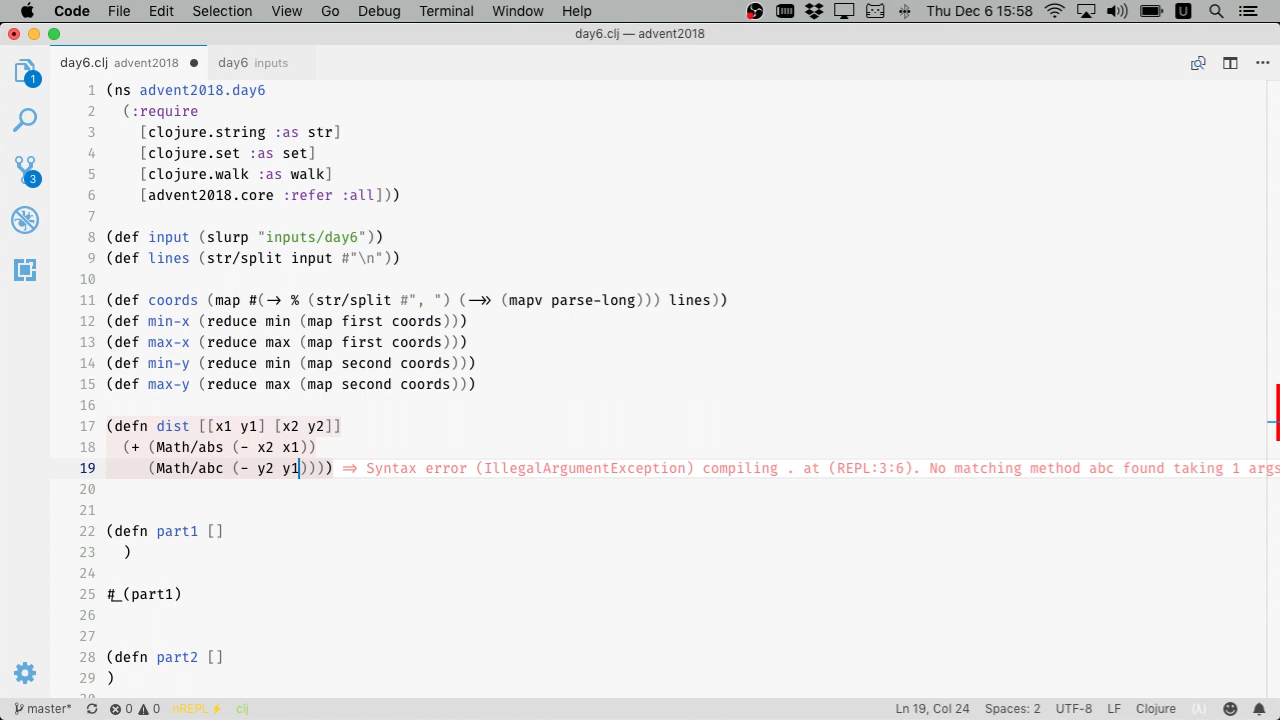 Code File Edit Selection View Go Debug Terminal Window Help Thu Dec 6 15:58
day6.clj — advent2018
day6.clj advent2018 day6 inputs
1 (ns advent2018.day6
2 (:require
3 [clojure.string :as str]
4 [clojure.set :as set]
5 [clojure.walk :as walk]
6 [advent2018.core :refer :all]))
7
8 (def input (slurp "inputs/day6"))
9 (def lines (str/split input #"\n"))
10
11 (def coords (map #(-> % (str/split #", ") (->> (mapv parse-long))) lines))
12 (def min-x (reduce min (map first coords)))
13 (def max-x (reduce max (map first coords)))
14 (def min-y (reduce min (map second coords)))
15 (def max-y (reduce max (map second coords)))
16
17 (defn dist [[x1 y1] [x2 y2]]
18 (+ (Math/abs (- x2 x1))
19 (Math/abc (- y2 y1)))) => Syntax error (IllegalArgumentException) compiling . at (REPL:3:6). No matching method abc found taking 1 args
20
21
22 (defn part1 []
23 )
24
25 #_(part1)
26
27
28 (defn part2 []
29 )
1
3
master* 0 0 nREPL⚡ clj Ln 19, Col 24 Spaces: 2 UTF-8 LF Clojure (λ)